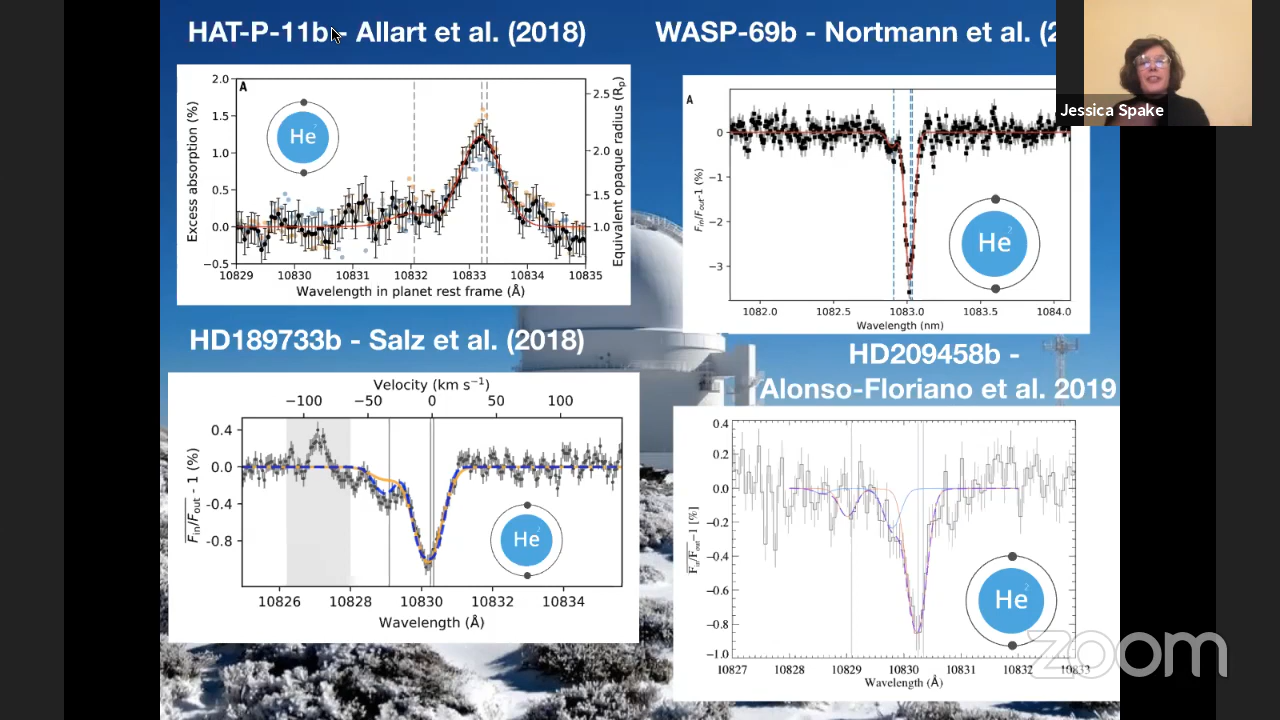 HAT-P-11b - Allart et al. (2018)
WASP-69b - Nortmann et al. (2
Jessica Spake
A
He
2
Excess absorption (%)
2.0
1.5
1.0
0.5
0.0
−0.5
2.5
2.0
1.5
1.0
Equivalent opaque radius (Rp)
10829 10830 10831 10832 10833 10834 10835
Wavelength in planet rest frame (Å)
A
Fin/Fout-1 (%)
0
−1
−2
−3
He
2
1082.0 1082.5 1083.0 1083.5 1084.0
Wavelength (nm)
HD189733b - Salz et al. (2018)
HD209458b -
Alonso-Floriano et al. 2019
Velocity (km s−1)
−100 −50 0 50 100
Fin/Fout - 1 (%)
0.4
0.0
-0.4
-0.8
He
2
10826 10828 10830 10832 10834
Wavelength (Å)
Fin/Fout-1 [%]
0.4
0.2
0.0
-0.2
-0.4
-0.6
-0.8
-1.0
He
2
10827 10828 10829 10830 10831 10832 10833
Wavelength (Å)
zoom